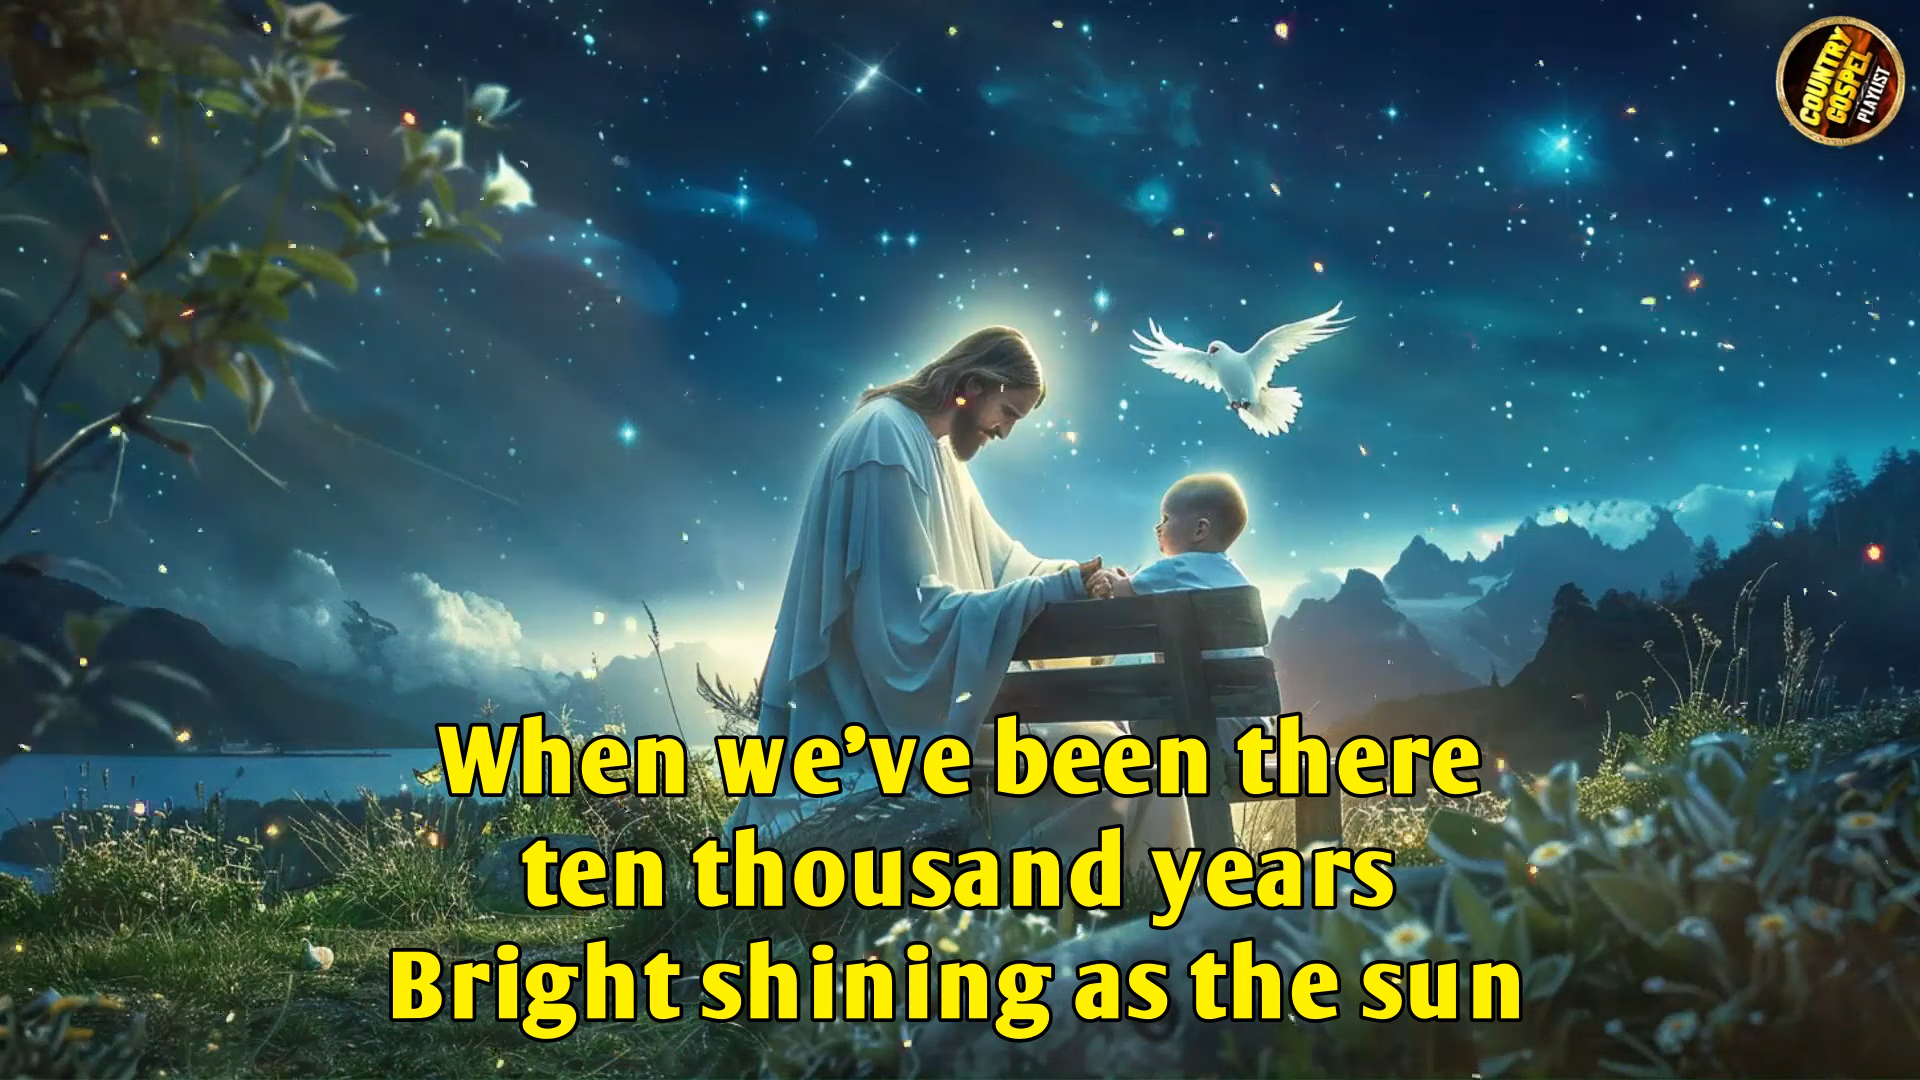 COUNTRY
GOSPEL
PLAYLIST
When we've been there
ten thousand years
Bright shining as the sun